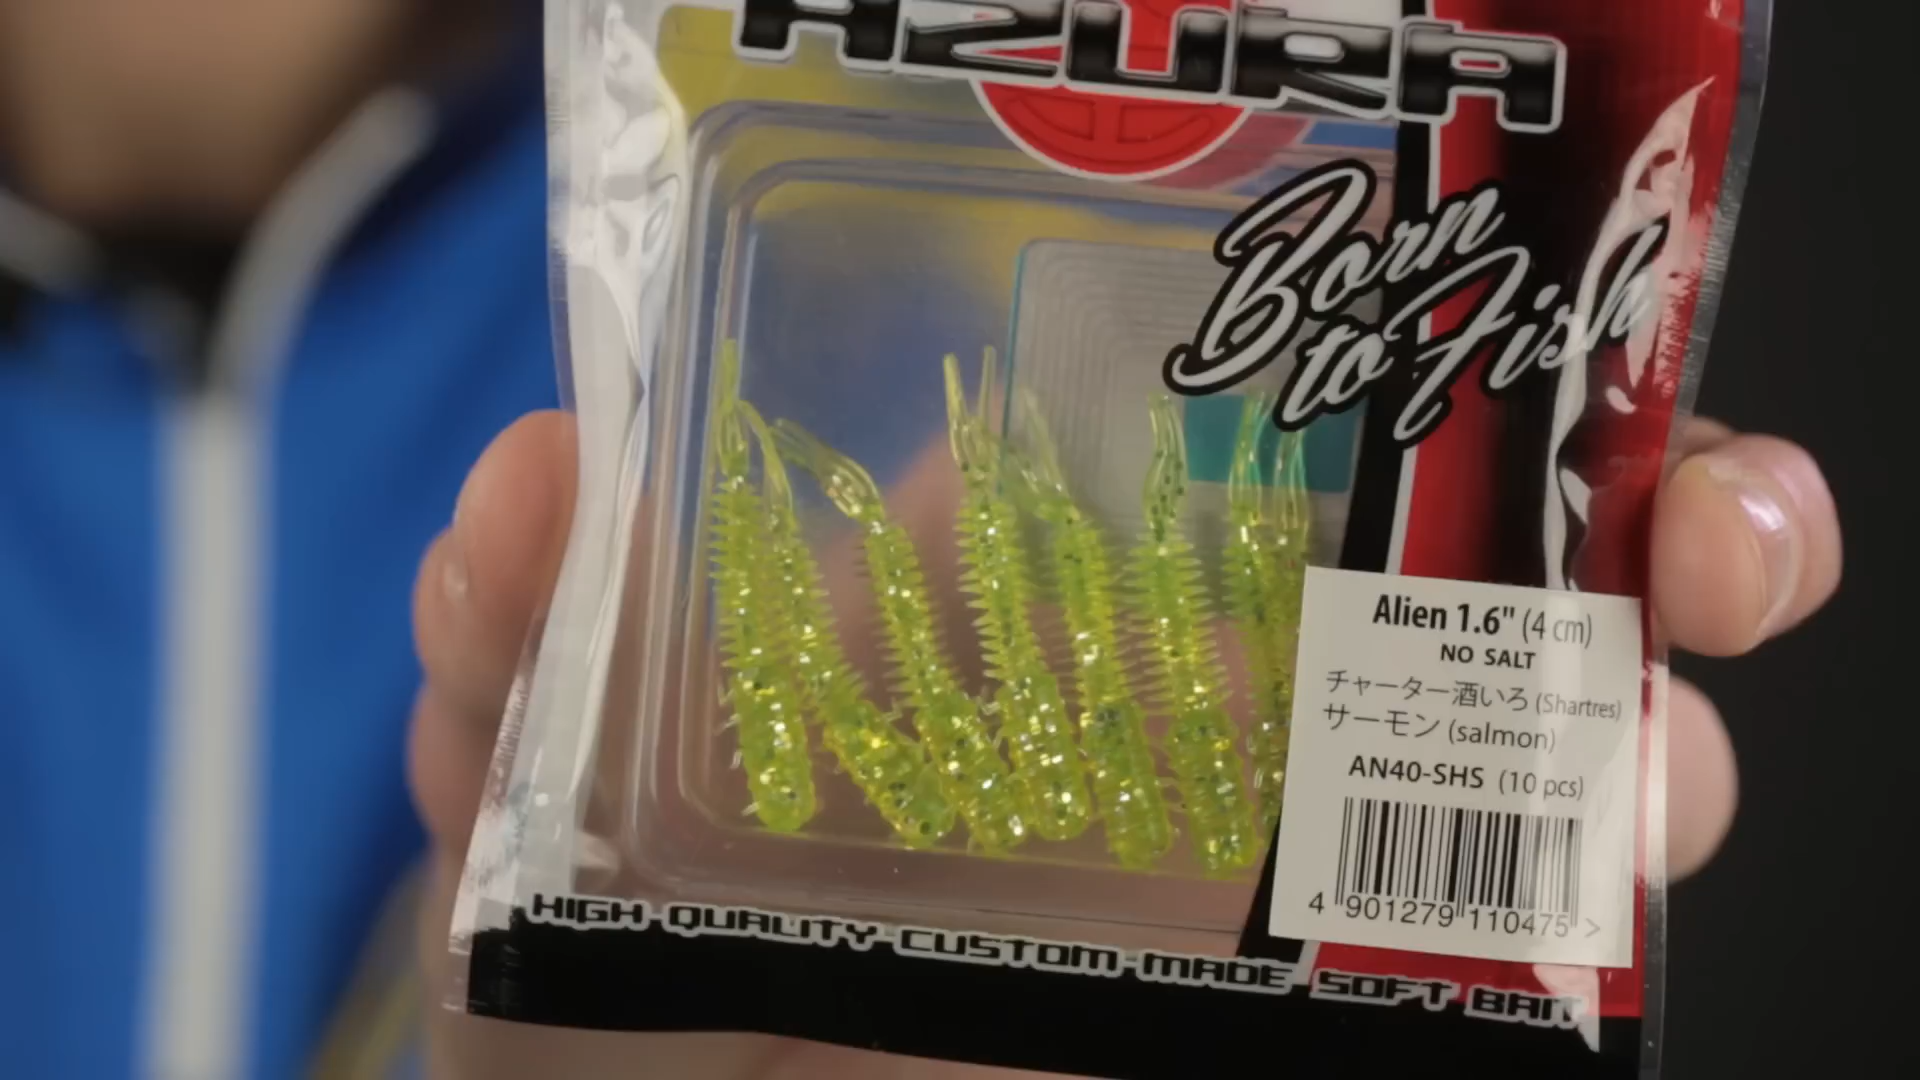 AZURA
Born
to Fish
Alien 1.6" (4 cm)
NO SALT
チャーター酒いろ (Shartres)
サーモン (salmon)
AN40-SHS (10 pcs)
4 901279 110475 >
HIGH-QUALITY-CUSTOM-MADE SOFT BAIT